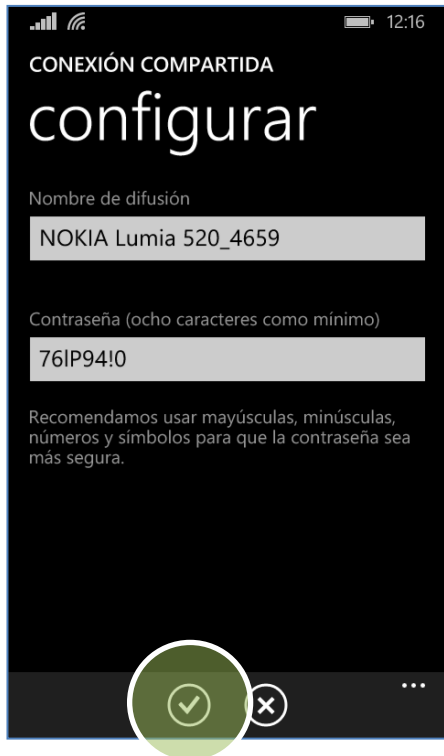 12:16
CONEXIÓN COMPARTIDA
configurar
Nombre de difusión
NOKIA Lumia 520_4659
Contraseña (ocho caracteres como mínimo)
76lP94!0
Recomendamos usar mayúsculas, minúsculas,
números y símbolos para que la contraseña sea
más segura.